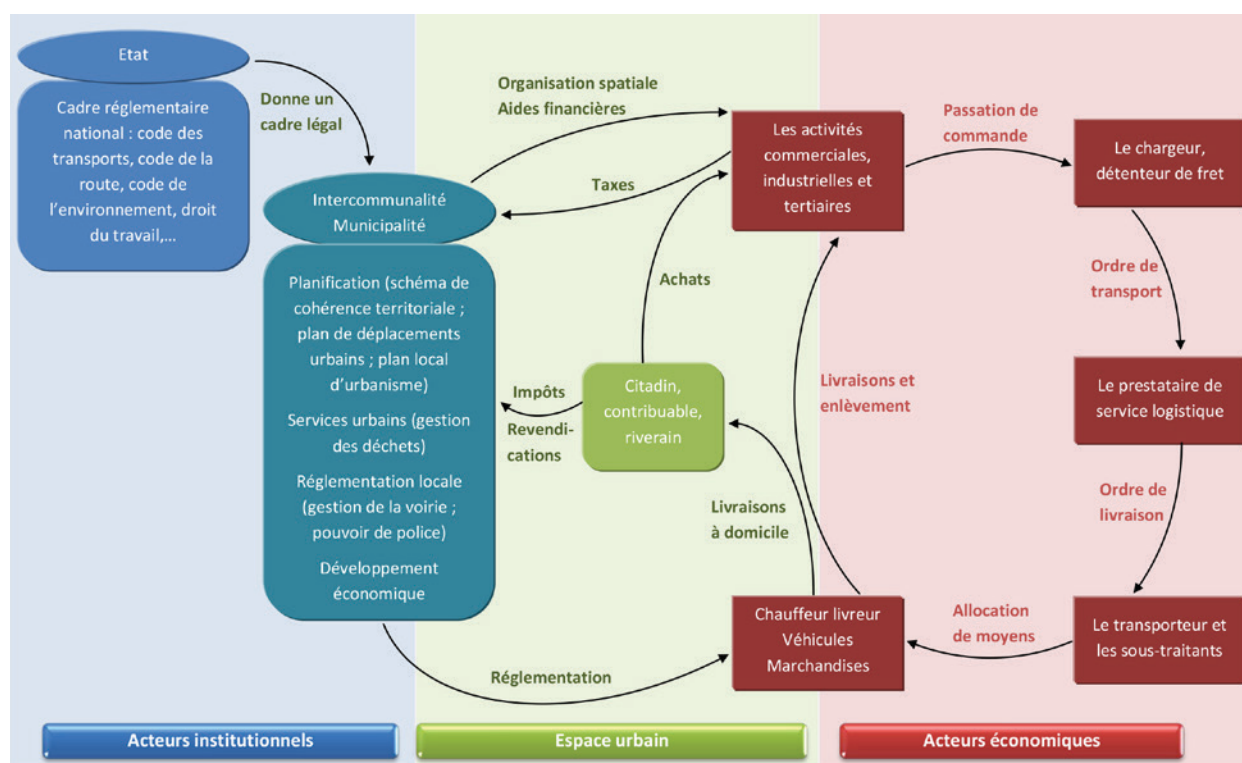 Etat
Cadre réglementaire
national : code des
transports, code de la
route, code de
l'environnement, droit
du travail,...
Donne un
cadre légal
Intercommunalité
Municipalité
Planification (schéma de
cohérence territoriale ;
plan de déplacements
urbains ; plan local
d'urbanisme)
Services urbains (gestion
des déchets)
Réglementation locale
(gestion de la voirie ;
pouvoir de police)
Développement
économique
Organisation spatiale
Aides financières
Taxes
Achats
Impôts
Revendi-
cations
Citadin,
contribuable,
riverain
Livraisons
à domicile
Réglementation
Les activités
commerciales,
industrielles et
tertiaires
Passation de
commande
Le chargeur,
détenteur de fret
Ordre de
transport
Livraisons et
enlèvement
Le prestataire de
service logistique
Ordre de
livraison
Chauffeur livreur
Véhicules
Marchandises
Allocation
de moyens
Le transporteur et
les sous-traitants
Acteurs institutionnels
Espace urbain
Acteurs économiques